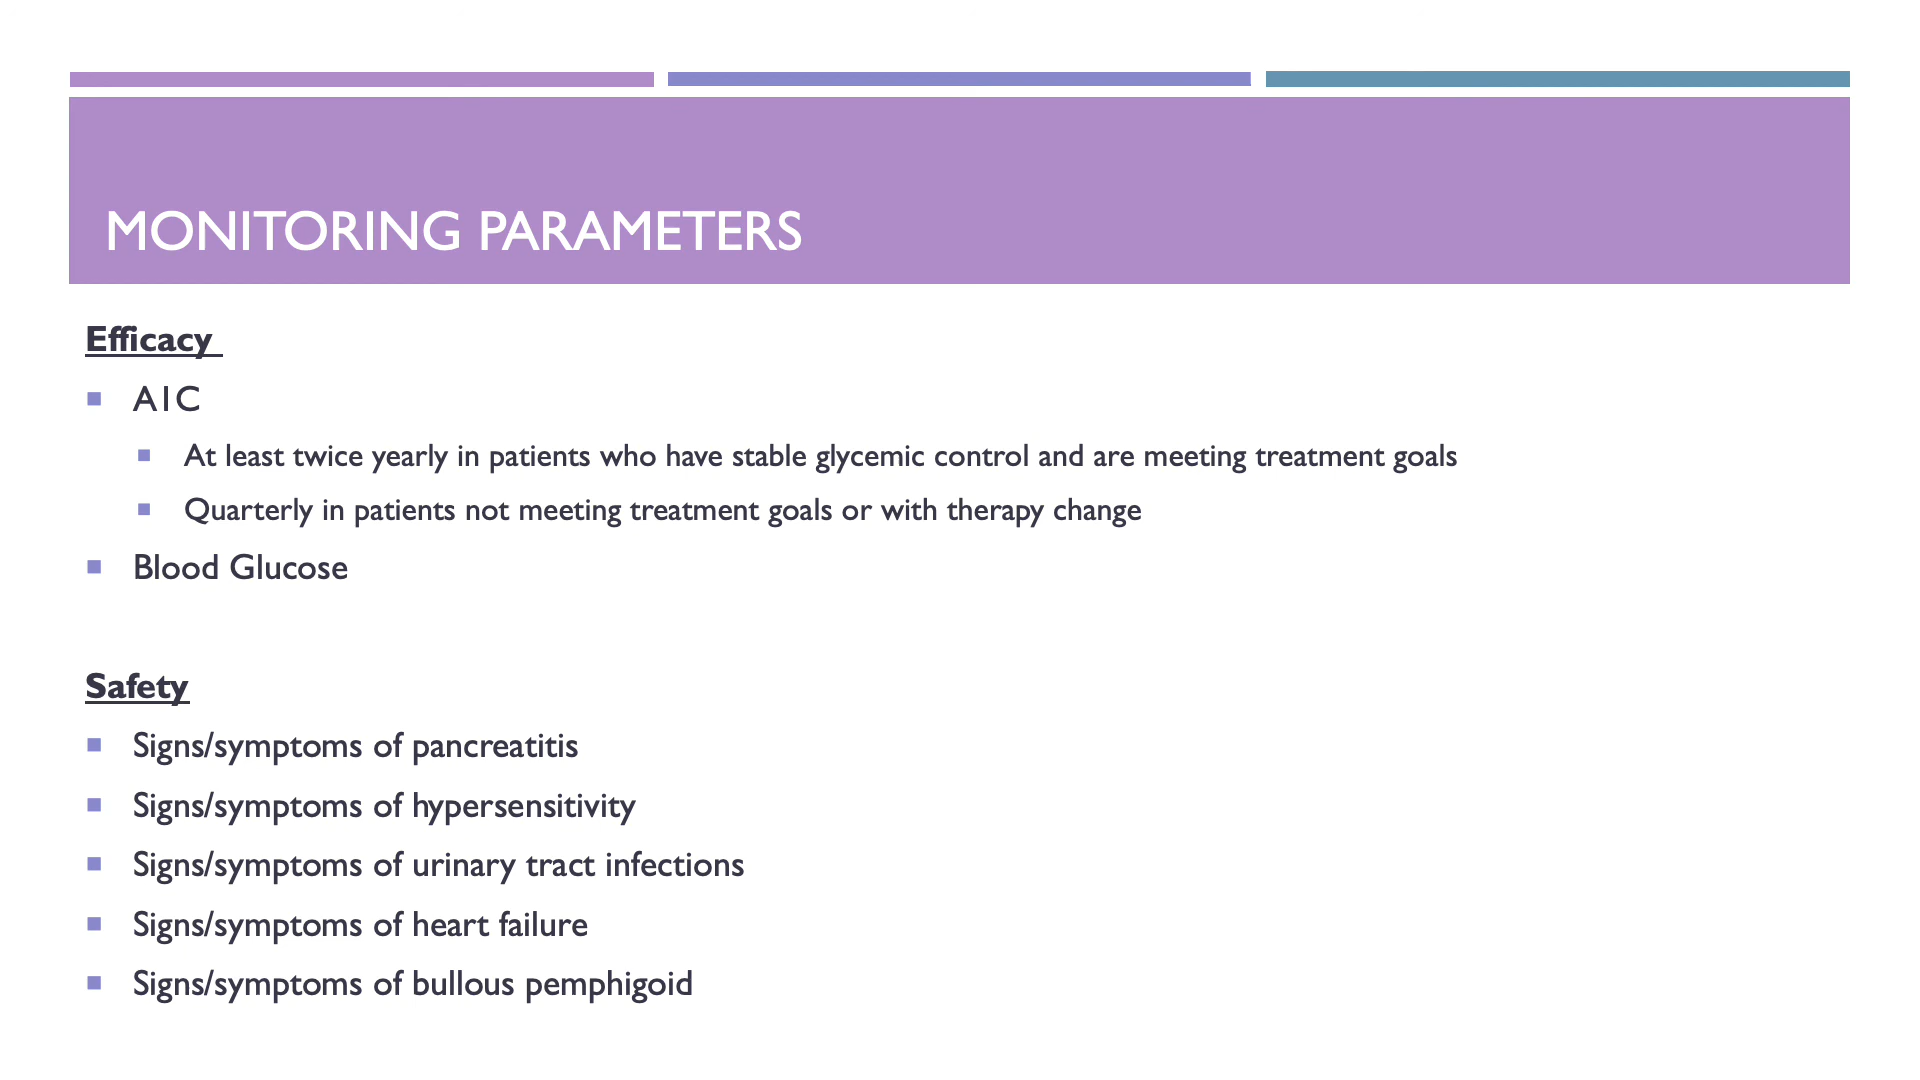 MONITORING PARAMETERS
Efficacy
A1C
At least twice yearly in patients who have stable glycemic control and are meeting treatment goals
Quarterly in patients not meeting treatment goals or with therapy change
Blood Glucose
Safety
Signs/symptoms of pancreatitis
Signs/symptoms of hypersensitivity
Signs/symptoms of urinary tract infections
Signs/symptoms of heart failure
Signs/symptoms of bullous pemphigoid